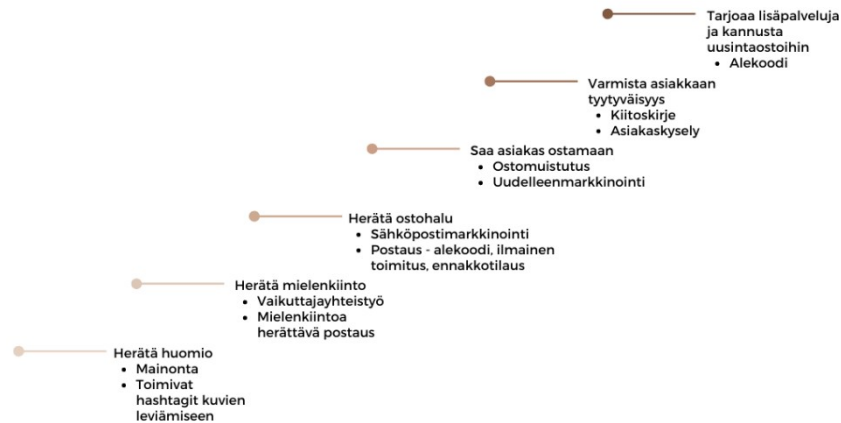 Tarjoaa lisäpalveluja
ja kannusta
uusintaostoihin
• Alekoodi
Varmista asiakkaan
tyytyväisyys
• Kiitoskirje
• Asiakaskysely
Saa asiakas ostamaan
• Ostomuistutus
• Uudelleenmarkkinointi
Herätä ostohalu
• Sähköpostimarkkinointi
• Postaus - alekoodi, ilmainen
toimitus, ennakkotilaus
Herätä mielenkiinto
• Vaikuttajayhteistyö
• Mielenkiintoa
herättävä postaus
Herätä huomio
• Mainonta
• Toimivat
hashtagit kuvien
leviämiseen